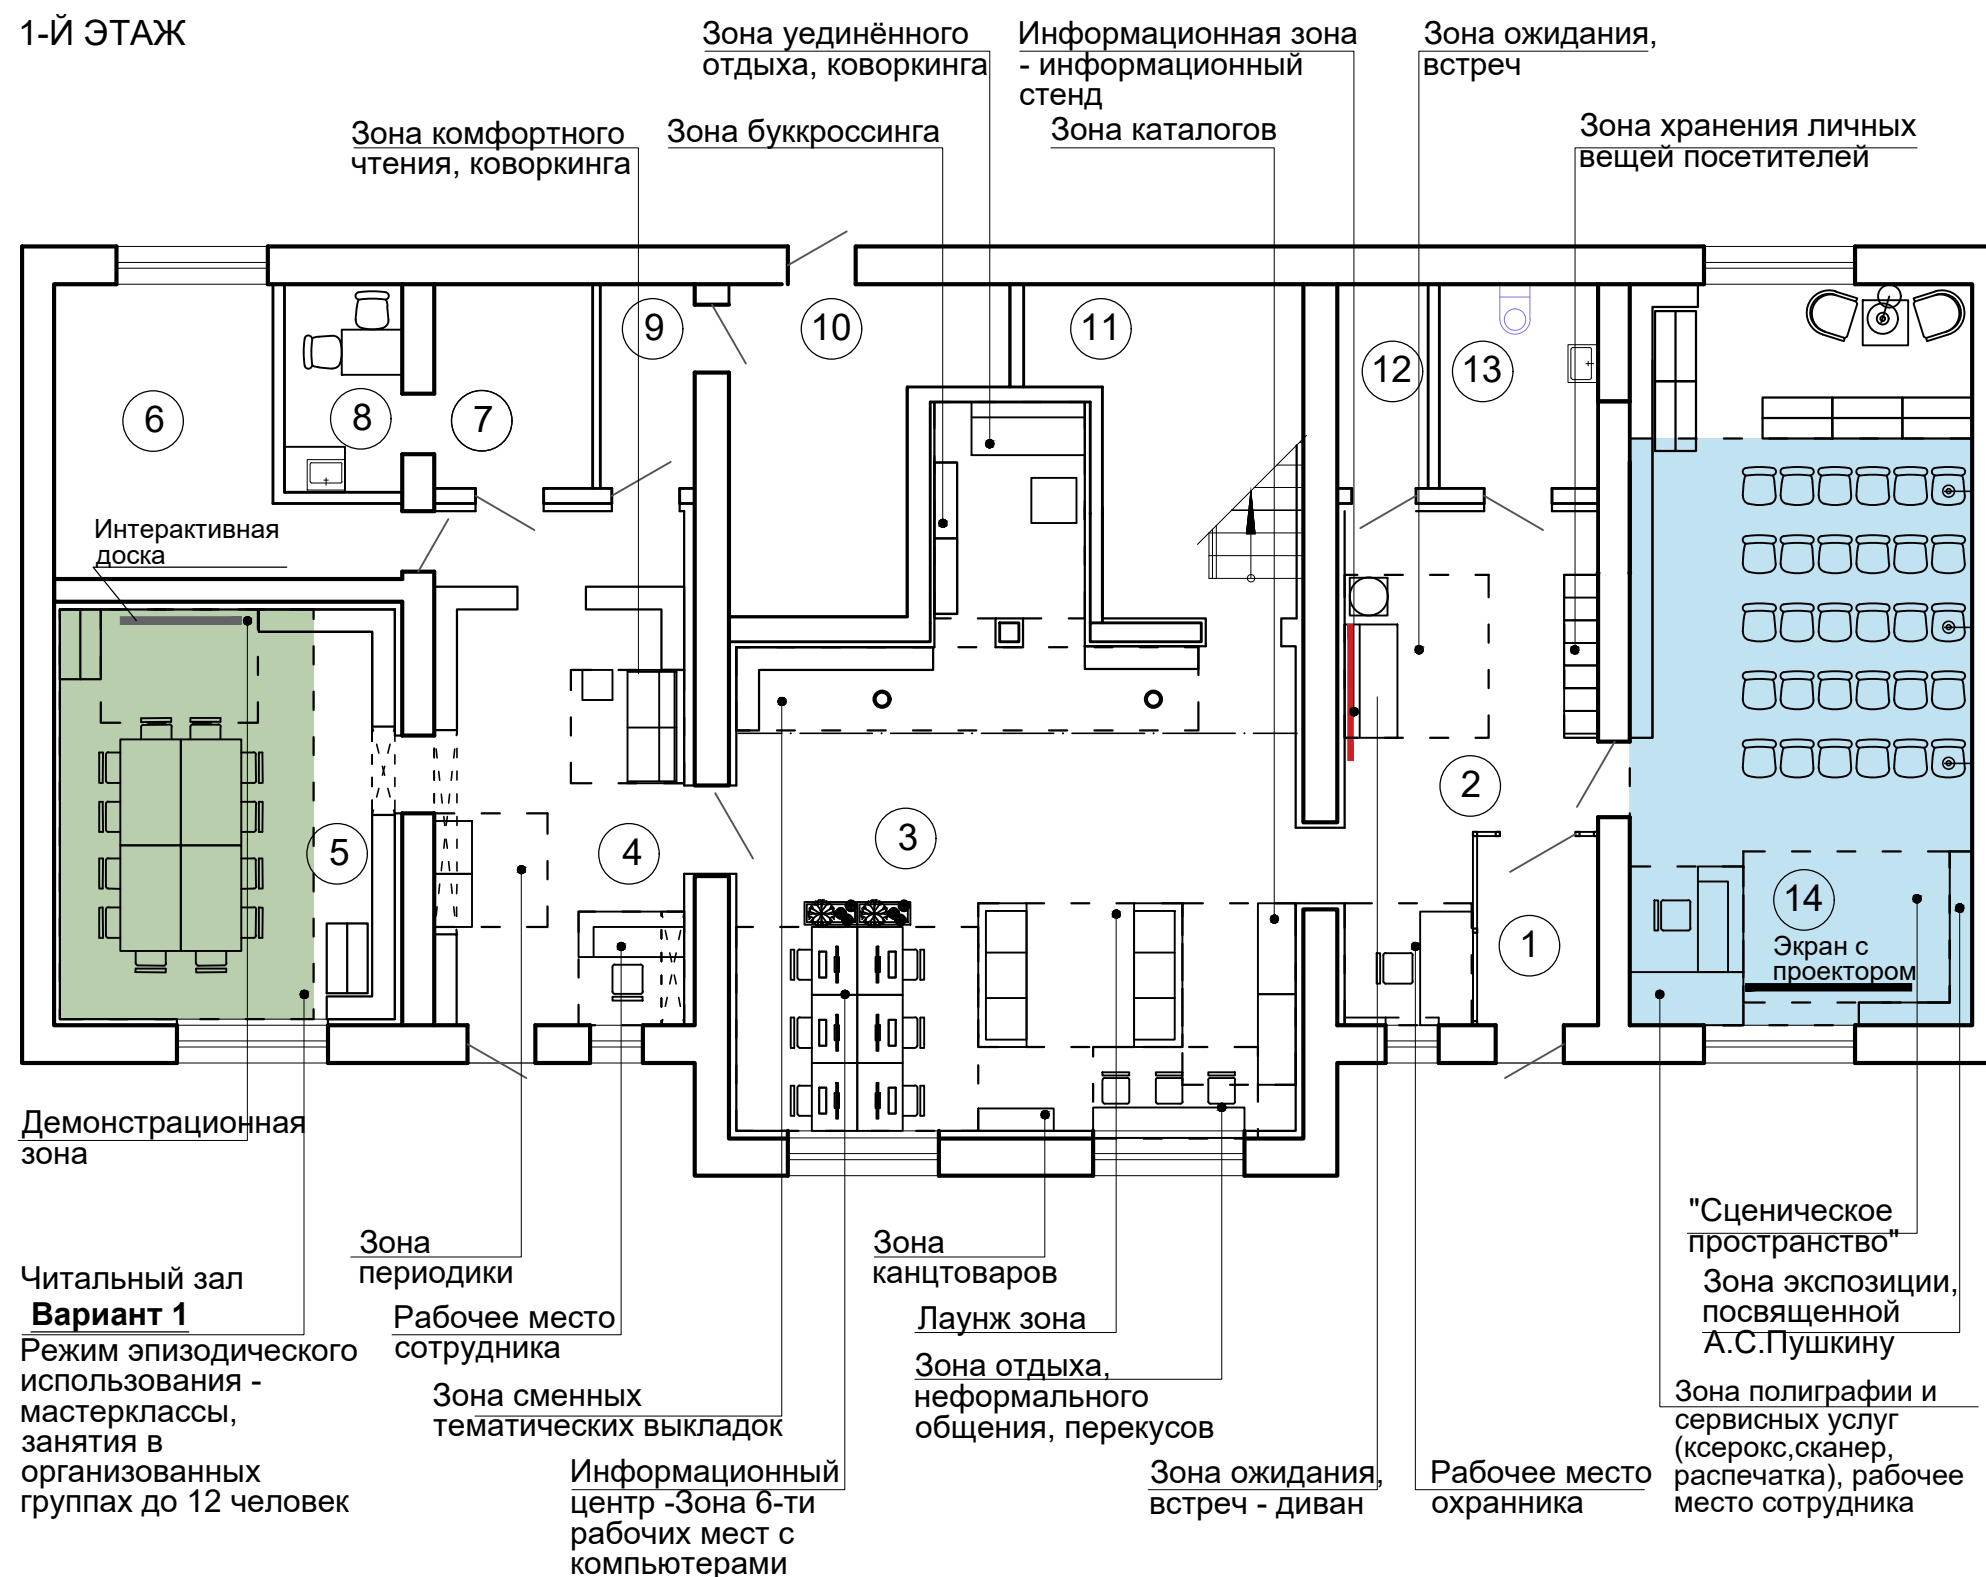 1-Й ЭТАЖ
Зона уединённого
отдыха, коворкинга
Информационная зона
- информационный
стенд
Зона ожидания,
встреч
Зона комфортного
чтения, коворкинга
Зона буккроссинга
Зона каталогов
Зона хранения личных
вещей посетителей
6
8
7
9
10
11
12
13
Интерактивная
доска
5
4
3
2
1
14
Экран с
проектором
Демонстрационная
зона
Читальный зал
Вариант 1
Режим эпизодического
использования -
мастерклассы,
занятия в
организованных
группах до 12 человек
Зона
периодики
Рабочее место
сотрудника
Зона сменных
тематических выкладок
Информационный
центр -Зона 6-ти
рабочих мест с
компьютерами
Зона
канцтоваров
Лаунж зона
Зона отдыха,
неформального
общения, перекусов
Зона ожидания,
встреч - диван
Рабочее место
охранника
"Сценическое
пространство"
Зона экспозиции,
посвященной
А.С.Пушкину
Зона полиграфии и
сервисных услуг
(ксерокс,сканер,
распечатка), рабочее
место сотрудника